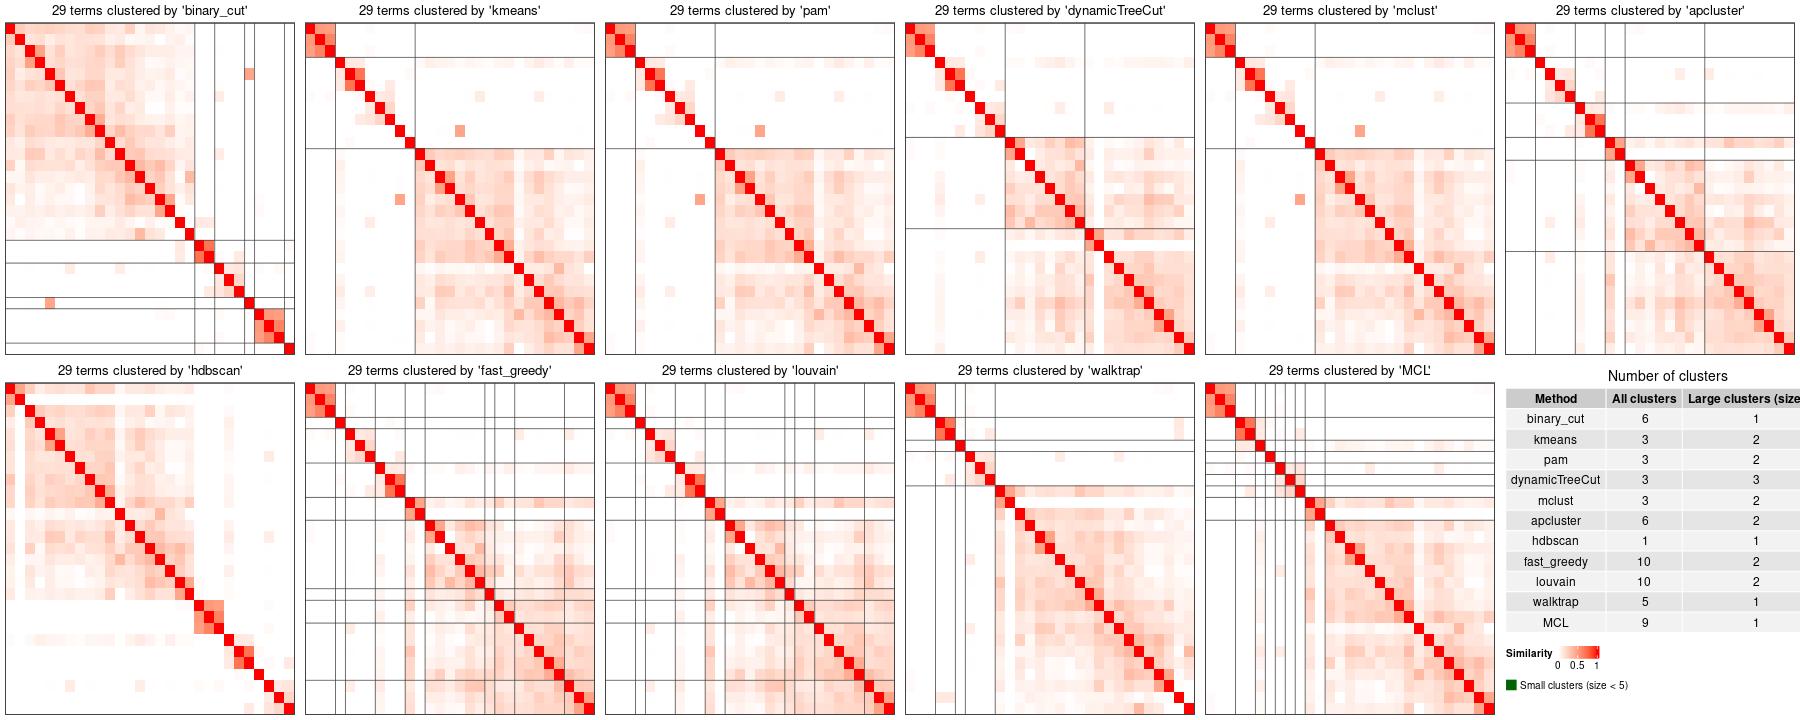 29 terms clustered by 'binary_cut'
29 terms clustered by 'kmeans'
29 terms clustered by 'pam'
29 terms clustered by 'dynamicTreeCut'
29 terms clustered by 'mclust'
29 terms clustered by 'apcluster'
29 terms clustered by 'hdbscan'
29 terms clustered by 'fast_greedy'
29 terms clustered by 'louvain'
29 terms clustered by 'walktrap'
29 terms clustered by 'MCL'
Number of clusters
Method All clusters Large clusters (size
binary_cut 6 1
kmeans 3 2
pam 3 2
dynamicTreeCut 3 3
mclust 3 2
apcluster 6 2
hdbscan 1 1
fast_greedy 10 2
louvain 10 2
walktrap 5 1
MCL 9 1
Similarity
0 0.5 1
Small clusters (size < 5)